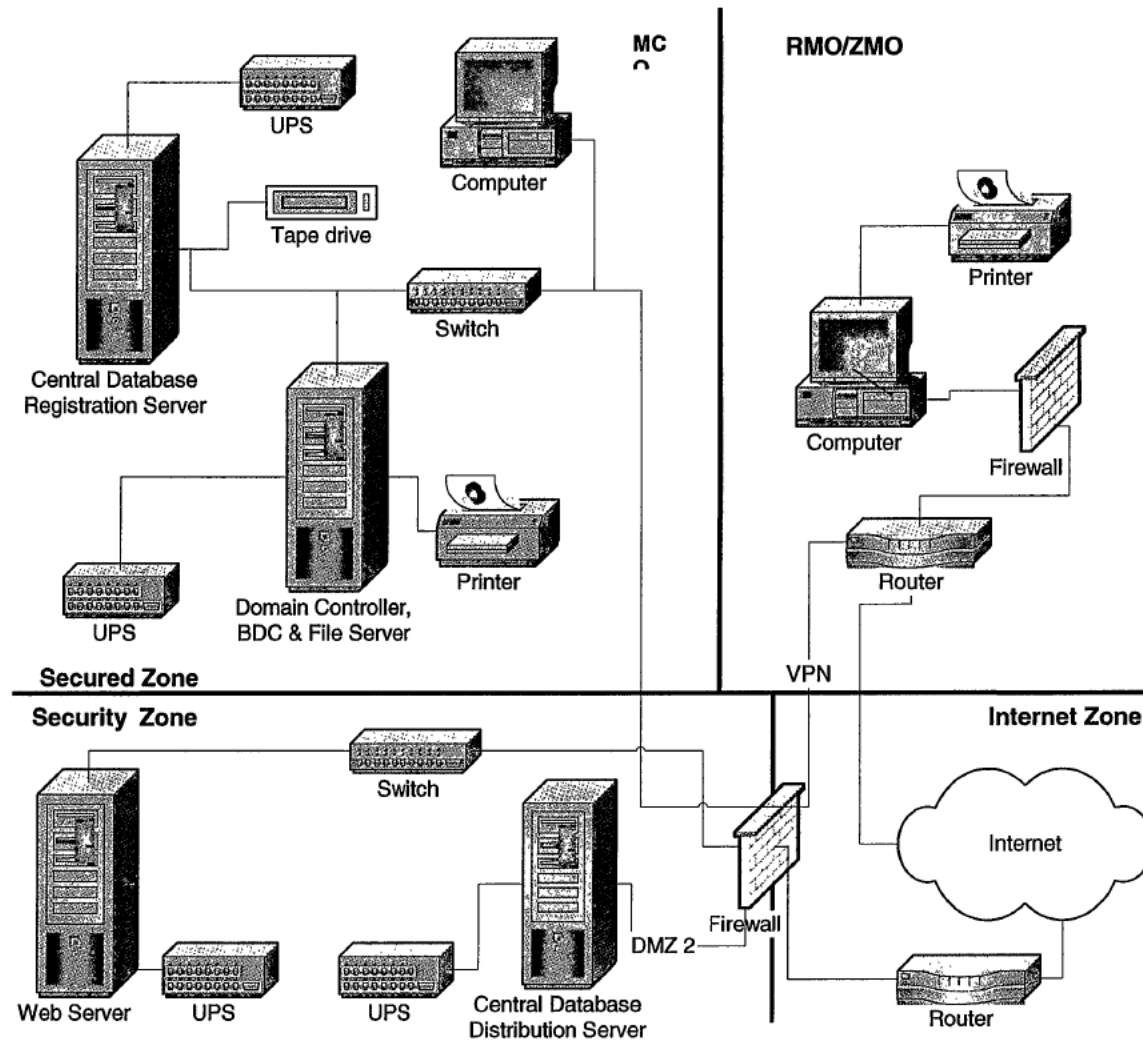 MC
RMO/ZMO
UPS
Computer
Tape drive
Printer
Switch
Central Database
Registration Server
Computer
Firewall
Printer
Router
UPS
Domain Controller,
BDC & File Server
Secured Zone
VPN
Security Zone
Internet Zone
Switch
Internet
Firewall
DMZ 2
Web Server
UPS
UPS
Central Database
Distribution Server
Router